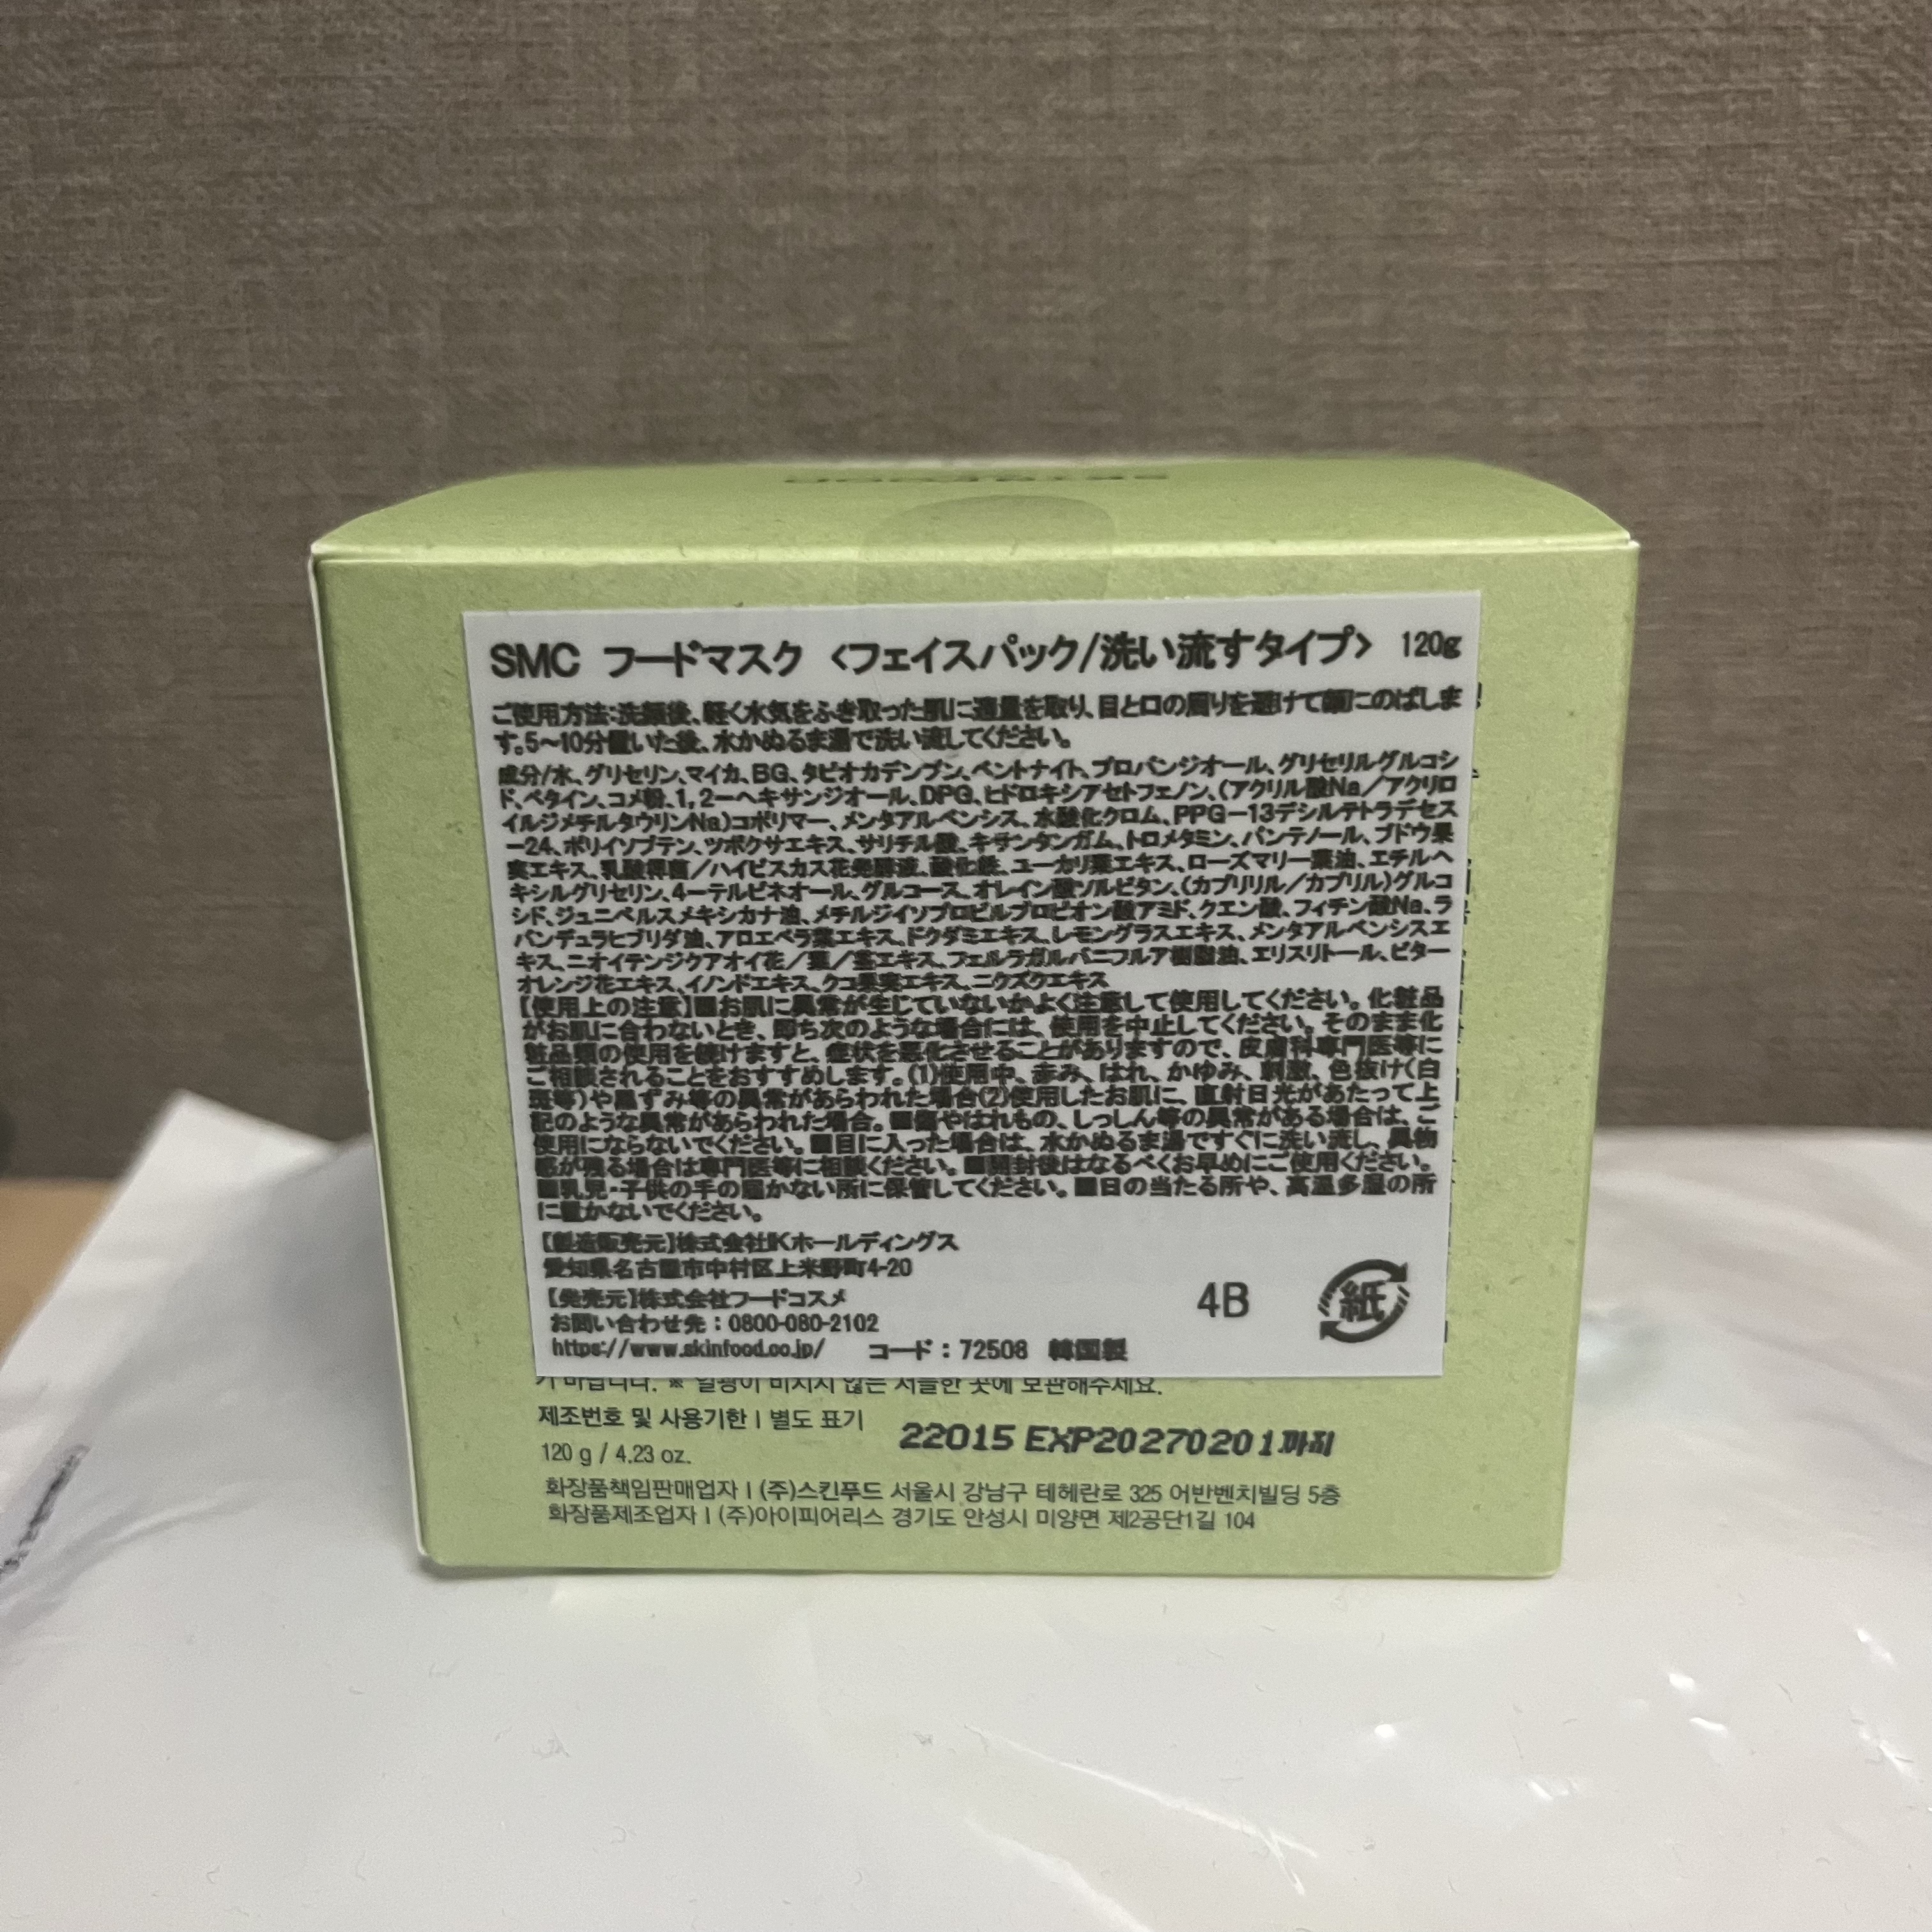 SKINFOOD
SMC フードマスク 〈フェイスパック/洗い流すタイプ〉 120g
ご使用方法:洗顔後、軽く水気をふき取った肌に適量を取り、目と口の周りを避けて顔にのばしま
す。5～10分置いた後、水かぬるま湯で洗い流してください。
成分/水、グリセリン、マイカ、BG、タピオカデンプン、ベントナイト、プロパンジオール、グリセリルグルコシ
ド、ベタイン、コメ粉、1,2－ヘキサンジオール、DPG、ヒドロキシアセトフェノン、(アクリル酸Na／アクリロ
イルジメチルタウリンNa)コポリマー、メンタアルベンシス、水酸化クロム、PPG－13デシルテトラデセス
－24、ポリイソブテン、ツボクサエキス、サリチル酸、キサンタンガム、トロメタミン、パンテノール、ブドウ果
実エキス、乳酸桿菌／ハイビスカス花発酵液、酸化鉄、ユーカリ葉エキス、ローズマリー葉油、エチルヘ
キシルグリセリン、4－テルピネオール、グルコース、オレイン酸ソルビタン、(カプリリル／カプリル)グルコ
シド、ジュニペルスメキシカナ油、メチルジイソプロピルプロピオン酸アミド、クエン酸、フィチン酸Na、ラ
バンデュラヒブリダ油、アロエベラ葉エキス、ドクダミエキス、レモングラスエキス、メンタアルベンシスエ
キス、ニオイテンジクアオイ花／葉／茎エキス、フェルラガルバニフルア樹脂油、エリスリトール、ビター
オレンジ花エキス、イノンドエキス、クコ果実エキス、ニクズクエキス
【使用上の注意】■お肌に異常が生じていないかよく注意して使用してください。化粧品
がお肌に合わないとき、即ち次のような場合には、使用を中止してください。そのまま化
粧品類の使用を続けますと、症状を悪化させることがありますので、皮膚科専門医等に
ご相談されることをおすすめします。(1)使用中、赤み、はれ、かゆみ、刺激、色抜け(白
斑等)や黒ずみ等の異常があらわれた場合(2)使用したお肌に、直射日光があたって上
記のような異常があらわれた場合。■傷やはれもの、しっしん等の異常がある場合は、ご
使用にならないでください。■目に入った場合は、水かぬるま湯ですぐに洗い流し、異物
感が残る場合は専門医等に相談ください。■開封後はなるべくお早めにご使用ください。
■乳児・子供の手の届かない所に保管してください。■日の当たる所や、高温多湿の所
に置かないでください。
【製造販売元】株式会社IKホールディングス
愛知県名古屋市中村区上米野町4-20
【発売元】株式会社フードコスメ
お問い合わせ先：0800-080-2102
https://www.skinfood.co.jp/ コード：72508 韓国製
4B 紙
기 바랍니다. ※ 일광이 비치지 않는 서늘한 곳에 보관해주세요.
제조번호 및 사용기한 | 별도 표기
22O15 EXP20270201까지
120 g / 4.23 oz.
화장품책임판매업자 | (주)스킨푸드 서울시 강남구 테헤란로 325 어반벤치빌딩 5층
화장품제조업자 | (주)아이피어리스 경기도 안성시 미양면 제2공단1길 104